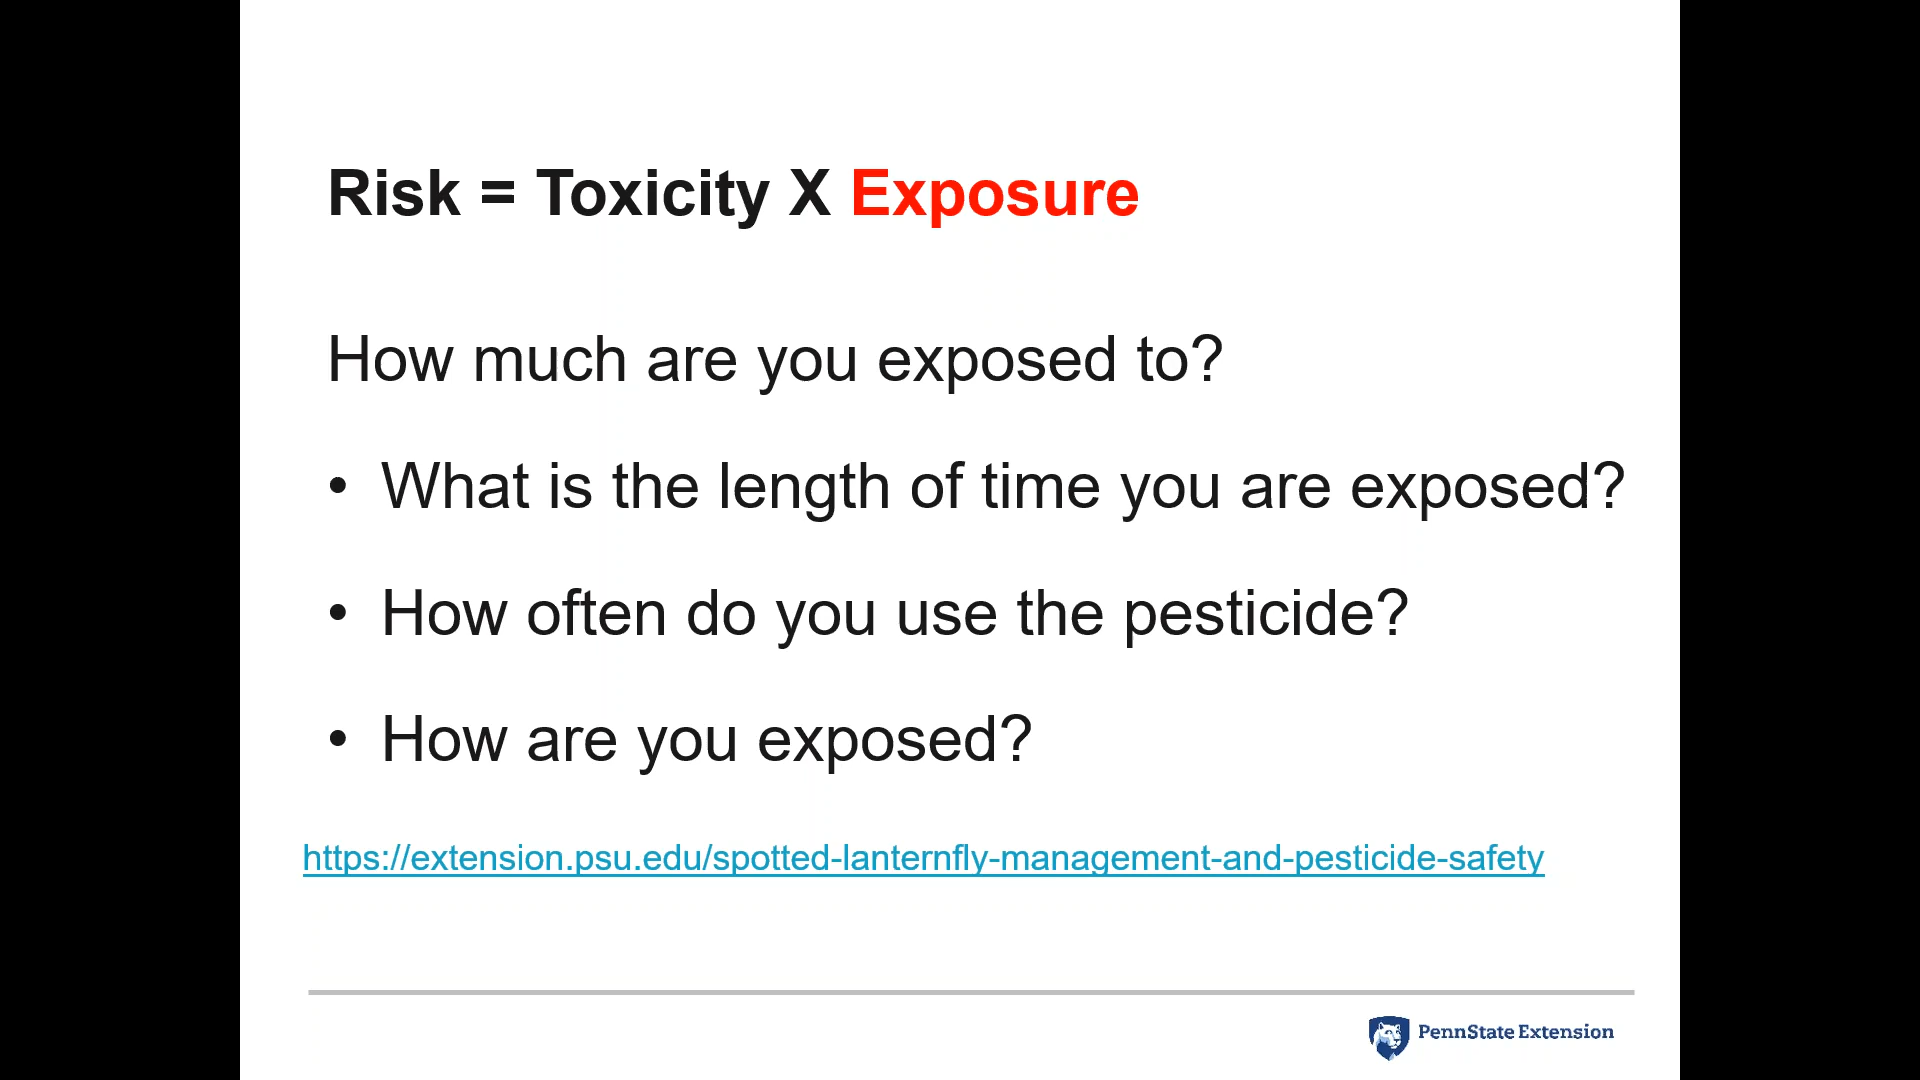 Risk = Toxicity X Exposure
How much are you exposed to?
• What is the length of time you are exposed?
• How often do you use the pesticide?
• How are you exposed?
https://extension.psu.edu/spotted-lanternfly-management-and-pesticide-safety
PennState Extension